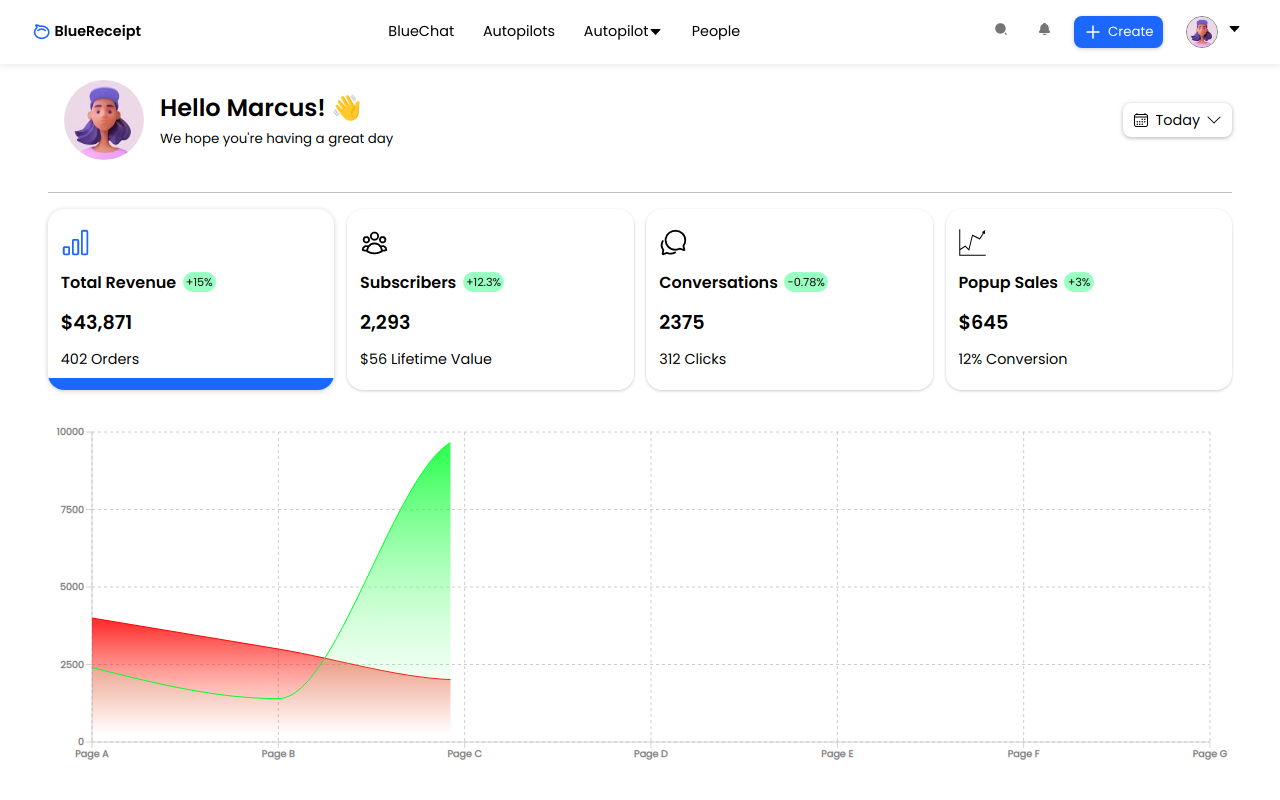 BlueReceipt
BlueChat
Autopilots
Autopilot
People
Create
Hello Marcus! 👋
We hope you're having a great day
Today
Total Revenue +15%
$43,871
402 Orders
Subscribers +12.3%
2,293
$56 Lifetime Value
Conversations -0.78%
2375
312 Clicks
Popup Sales +3%
$645
12% Conversion
10000
7500
5000
2500
0
Page A
Page B
Page C
Page D
Page E
Page F
Page G